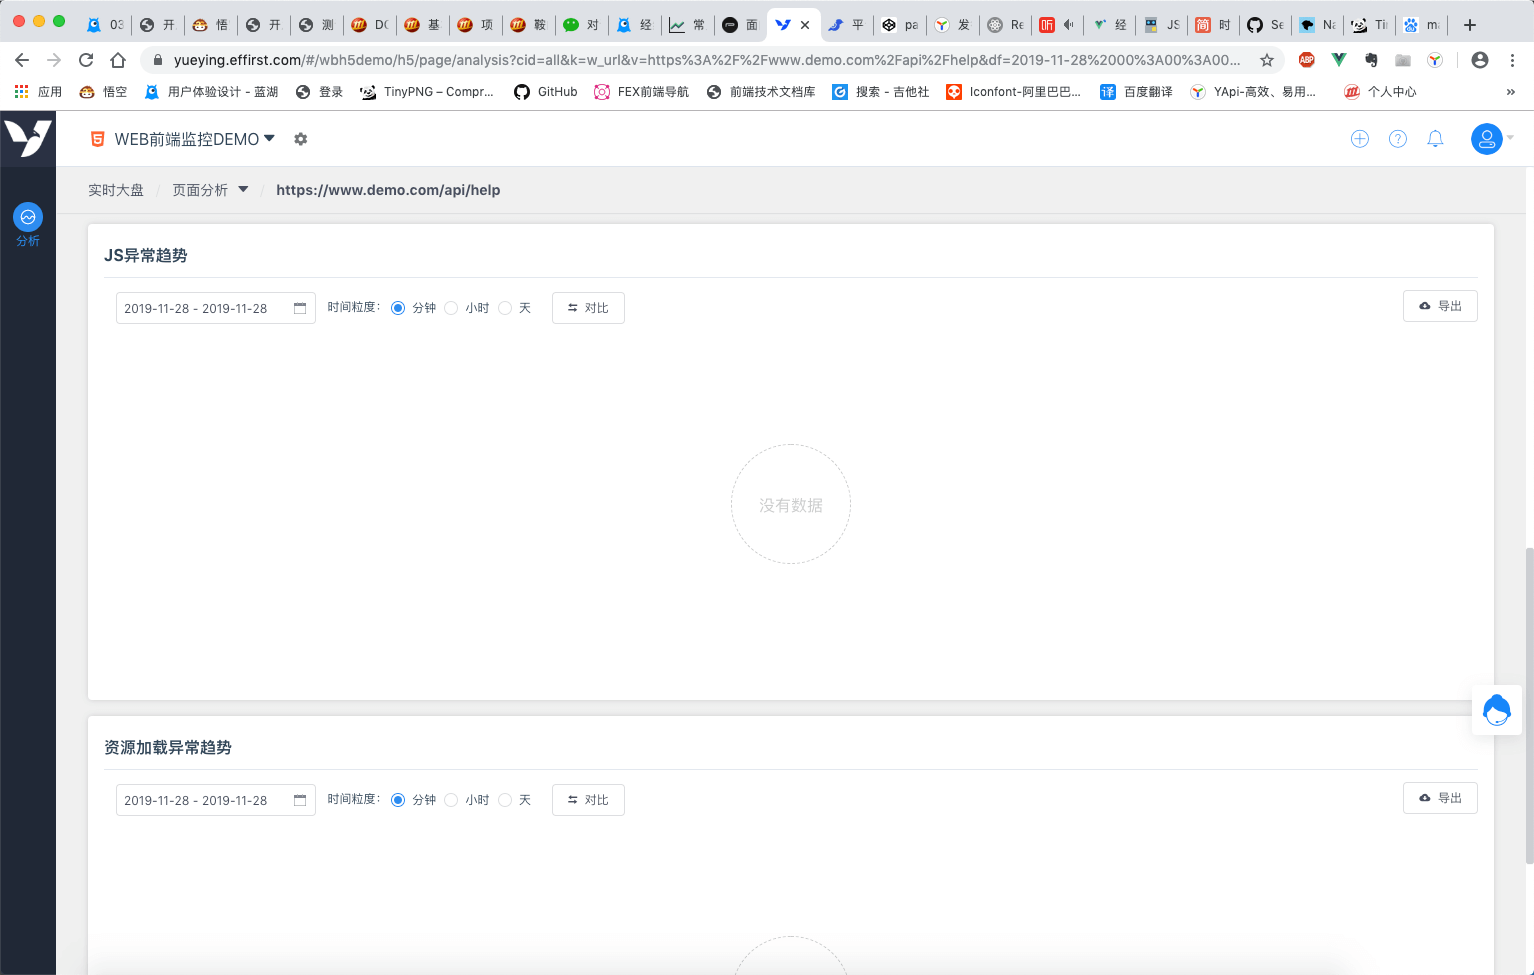 03 开 悟 开 测 DC 基 项 鞍 对 经 常 面 平 pa 发 Re 听 经 JS 简 时 Se Na Ti ma
yueying.effirst.com/#/wbh5demo/h5/page/analysis?cid=all&k=w_url&v=https%3A%2F%2Fwww.demo.com%2Fapi%2Fhelp&df=2019-11-28%2000%3A00%3A00... ABP
应用 悟空 用户体验设计 - 蓝湖 登录 TinyPNG – Compr... GitHub FEX前端导航 前端技术文档库 搜索 - 吉他社 Iconfont-阿里巴巴... 译 百度翻译 YApi-高效、易用... 个人中心 »
WEB前端监控DEMO
实时大盘 / 页面分析 / https://www.demo.com/api/help
分析
JS异常趋势
2019-11-28 - 2019-11-28 时间粒度: 分钟 小时 天 对比 导出
没有数据
资源加载异常趋势
2019-11-28 - 2019-11-28 时间粒度: 分钟 小时 天 对比 导出